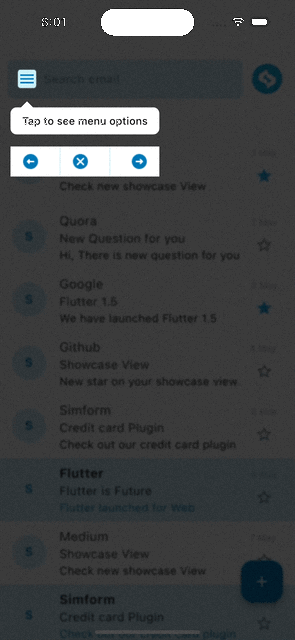 5:01
Search email
Tap to see menu options
Check new showcase View
Quora
New Question for you
Hi, There is new question for you
Google
Flutter 1.5
We have launched Flutter 1.5
Github
Showcase View
New star on your showcase view.
Simform
Credit card Plugin
Check out our credit card plugin
S
Flutter
Flutter is Future
Flutter launched for Web
S
Medium
Showcase View
Check new showcase View
S
Simform
Credit card Plugin
Check out our